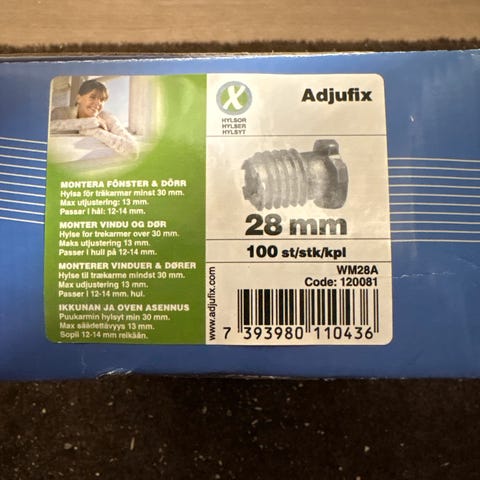 MONTERA FÖNSTER & DÖRR
Hylsa för träkarmar minst 30 mm.
Max utjustering: 13 mm.
Passar i hål: 12-14 mm.
MONTER VINDU OG DØR
Hylse for trekarmer over 30 mm.
Maks utjustering 13 mm.
Passer i hull på 12-14 mm.
MONTERER VINDUER & DØRER
Hylse til trækarme mindst 30 mm.
Max udjustering 13 mm.
Passer i 12-14 mm. hul.
IKKUNAN JA OVEN ASENNUS
Puukarmin hylsyt min 30 mm.
Max säädettävyys 13 mm.
Sopii 12-14 mm reikään.
X
HYLSOR
HYLSER
HYLSYT
Adjufix
28 mm
100 st/stk/kpl
WM28A
Code: 120081
www.adjufix.com
7 393980 110436